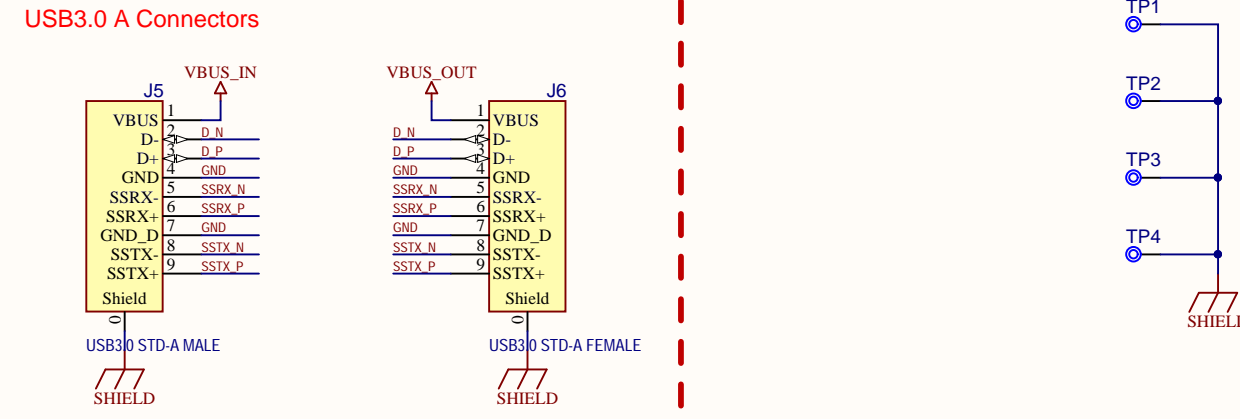 USB3.0 A Connectors
VBUS_IN
J5
1
VBUS
2
D-
D_N
3
D+
D_P
4
GND
GND
5
SSRX-
SSRX_N
6
SSRX+
SSRX_P
7
GND_D
GND
8
SSTX-
SSTX_N
9
SSTX+
SSTX_P
Shield
0
USB3.0 STD-A MALE
SHIELD
VBUS_OUT
J6
1
VBUS
D_N
2
D-
D_P
3
D+
GND
4
GND
SSRX_N
5
SSRX-
SSRX_P
6
SSRX+
GND
7
GND_D
SSTX_N
8
SSTX-
SSTX_P
9
SSTX+
Shield
0
USB3.0 STD-A FEMALE
SHIELD
TP1
TP2
TP3
TP4
SHIELD